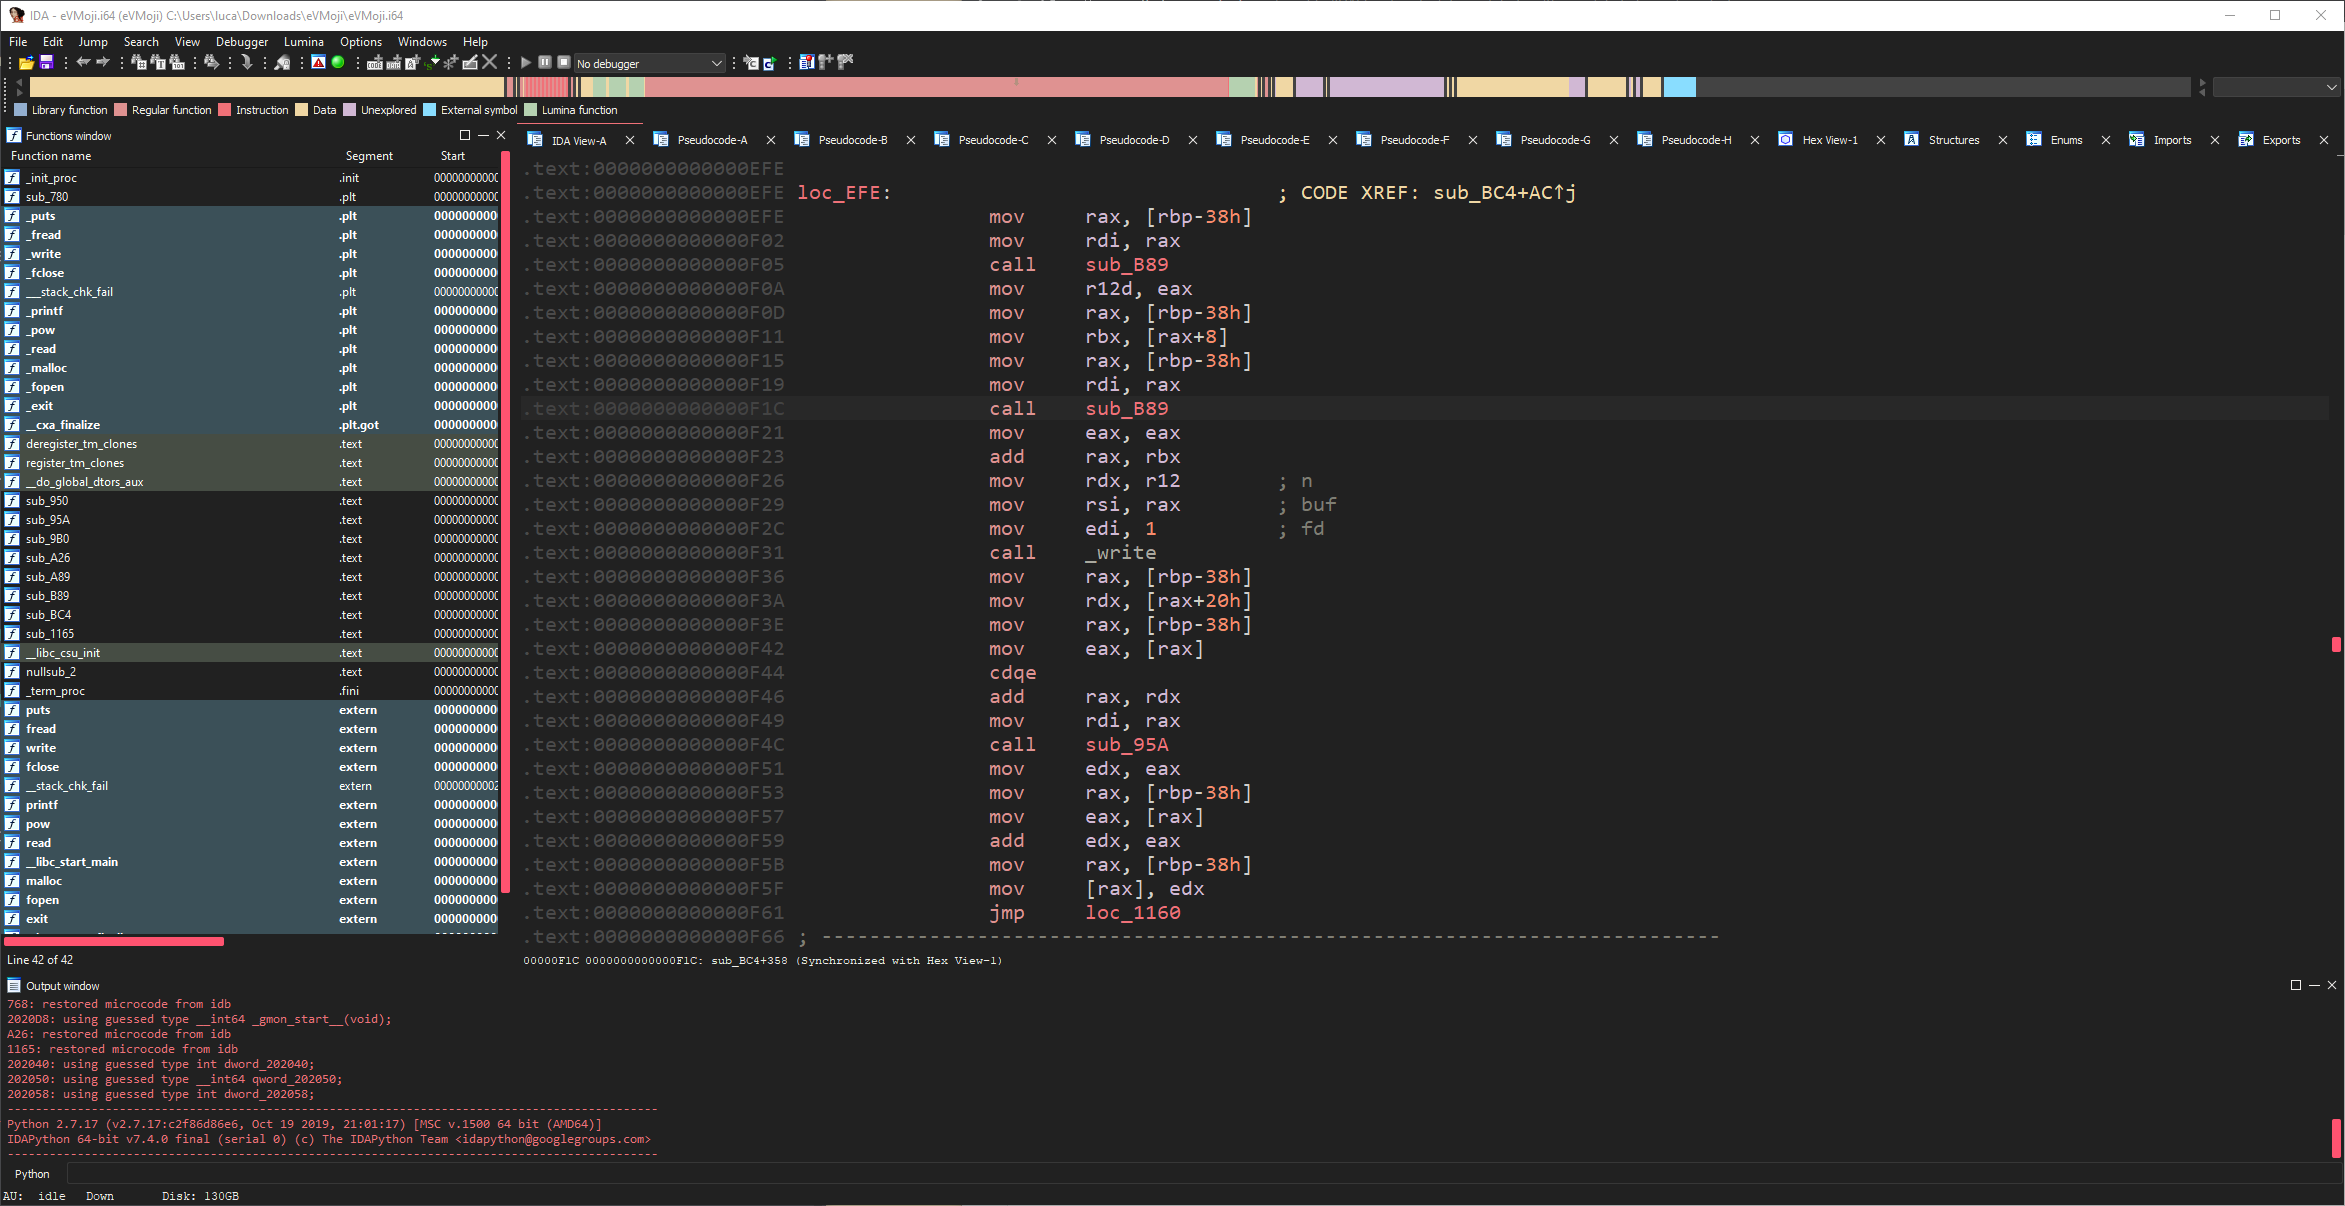 IDA - eVMoji.i64 (eVMoji) C:\Users\luca\Downloads\eVMoji\eVMoji.i64
File Edit Jump Search View Debugger Lumina Options Windows Help
No debugger
Library function Regular function Instruction Data Unexplored External symbol Lumina function
Functions window
Function name Segment Start
_init_proc .init 00000000000
sub_780 .plt 00000000000
_puts .plt 000000000
_fread .plt 000000000
_write .plt 000000000
_fclose .plt 000000000
___stack_chk_fail .plt 00000000000
_printf .plt 000000000
_pow .plt 000000000
_read .plt 000000000
_malloc .plt 000000000
_fopen .plt 000000000
_exit .plt 000000000
__cxa_finalize .plt.got 000000000
deregister_tm_clones .text 00000000000
register_tm_clones .text 00000000000
__do_global_dtors_aux .text 00000000000
sub_950 .text 00000000000
sub_95A .text 00000000000
sub_9B0 .text 00000000000
sub_A26 .text 00000000000
sub_A89 .text 00000000000
sub_B89 .text 00000000000
sub_BC4 .text 00000000000
sub_1165 .text 00000000000
__libc_csu_init .text 00000000000
nullsub_2 .text 00000000000
_term_proc .fini 00000000000
puts extern 000000000
fread extern 000000000
write extern 000000000
fclose extern 000000000
__stack_chk_fail extern 00000000002
printf extern 000000000
pow extern 000000000
read extern 000000000
__libc_start_main extern 000000000
malloc extern 000000000
fopen extern 000000000
exit extern 000000000
Line 42 of 42
IDA View-A Pseudocode-A Pseudocode-B Pseudocode-C Pseudocode-D Pseudocode-E Pseudocode-F Pseudocode-G Pseudocode-H Hex View-1 Structures Enums Imports Exports
.text:0000000000000EFE
.text:0000000000000EFE loc_EFE: ; CODE XREF: sub_BC4+AC↑j
.text:0000000000000EFE mov rax, [rbp-38h]
.text:0000000000000F02 mov rdi, rax
.text:0000000000000F05 call sub_B89
.text:0000000000000F0A mov r12d, eax
.text:0000000000000F0D mov rax, [rbp-38h]
.text:0000000000000F11 mov rbx, [rax+8]
.text:0000000000000F15 mov rax, [rbp-38h]
.text:0000000000000F19 mov rdi, rax
.text:0000000000000F1C call sub_B89
.text:0000000000000F21 mov eax, eax
.text:0000000000000F23 add rax, rbx
.text:0000000000000F26 mov rdx, r12 ; n
.text:0000000000000F29 mov rsi, rax ; buf
.text:0000000000000F2C mov edi, 1 ; fd
.text:0000000000000F31 call _write
.text:0000000000000F36 mov rax, [rbp-38h]
.text:0000000000000F3A mov rdx, [rax+20h]
.text:0000000000000F3E mov rax, [rbp-38h]
.text:0000000000000F42 mov eax, [rax]
.text:0000000000000F44 cdqe
.text:0000000000000F46 add rax, rdx
.text:0000000000000F49 mov rdi, rax
.text:0000000000000F4C call sub_95A
.text:0000000000000F51 mov edx, eax
.text:0000000000000F53 mov rax, [rbp-38h]
.text:0000000000000F57 mov eax, [rax]
.text:0000000000000F59 add edx, eax
.text:0000000000000F5B mov rax, [rbp-38h]
.text:0000000000000F5F mov [rax], edx
.text:0000000000000F61 jmp loc_1160
.text:0000000000000F66 ; ---------------------------------------------------------------------------
00000F1C 0000000000000F1C: sub_BC4+358 (Synchronized with Hex View-1)
Output window
768: restored microcode from idb
2020D8: using guessed type __int64 _gmon_start__(void);
A26: restored microcode from idb
1165: restored microcode from idb
202040: using guessed type int dword_202040;
202050: using guessed type __int64 qword_202050;
202058: using guessed type int dword_202058;
---------------------------------------------------------------------------------------------
Python 2.7.17 (v2.7.17:c2f86d86e6, Oct 19 2019, 21:01:17) [MSC v.1500 64 bit (AMD64)]
IDAPython 64-bit v7.4.0 final (serial 0) (c) The IDAPython Team <idapython@googlegroups.com>
---------------------------------------------------------------------------------------------
Python
AU: idle Down Disk: 130GB